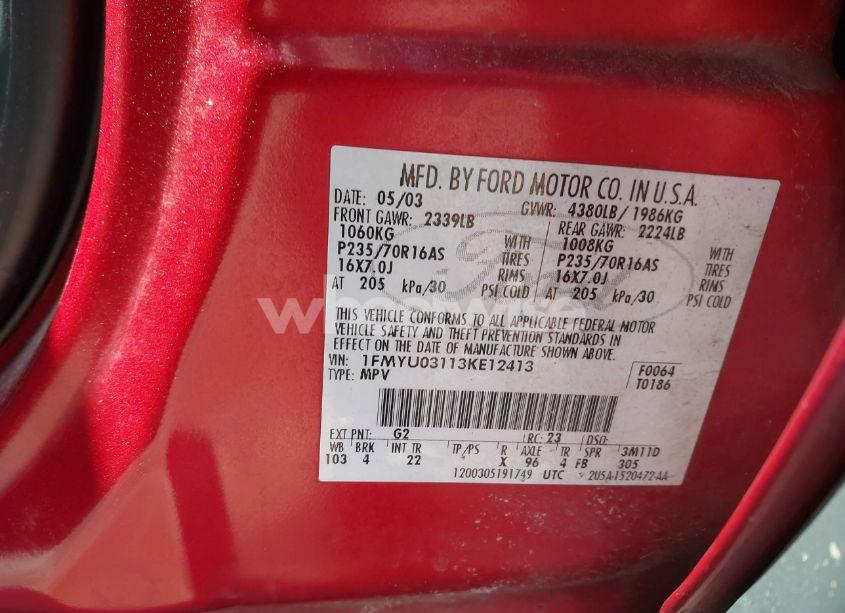 MFD. BY FORD MOTOR CO. IN U.S.A.
DATE: 05/03 GVWR: 4380LB/ 1986KG
FRONT GAWR: 2339LB REAR GAWR: 2224LB
1060KG WITH 1008KG WITH
P235/70R16AS TIRES P235/70R16AS TIRES
16X7.0J RIMS 16X7.0J RIMS
AT 205 kPa/30 PSI COLD AT 205 kPa/30 PSI COLD
THIS VEHICLE CONFORMS TO ALL APPLICABLE FEDERAL MOTOR
VEHICLE SAFETY AND THEFT PREVENTION STANDARDS IN
EFFECT ON THE DATE OF MANUFACTURE SHOWN ABOVE.
VIN: 1FMYU03113KE12413 F0064
TYPE: MPV T0186
EXT PNT: G2 RC: 23 DSO:
WB BRK INT TR TP/PS R AXLE TR SPR 3M11D
103 4 22 X 96 4 FB 305
1200305191749 UTC 2U5A-1520472-AA